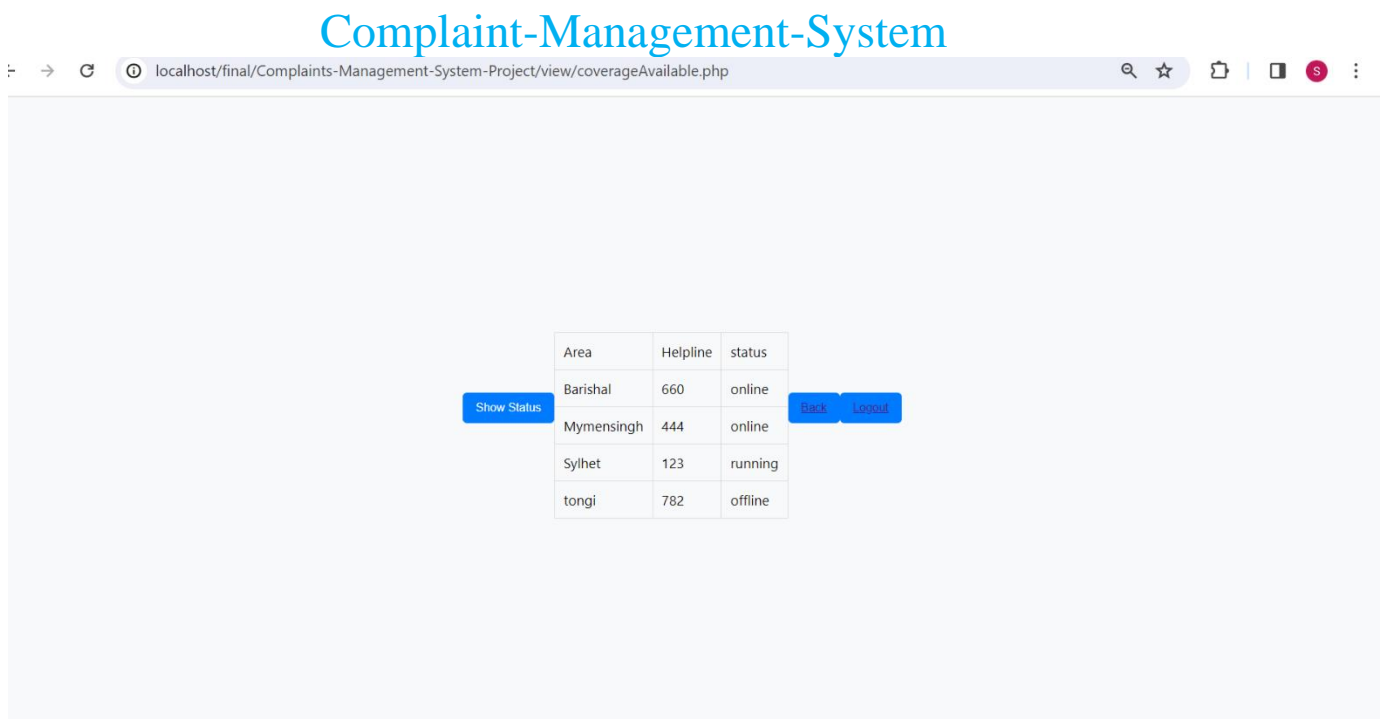 Complaint-Management-System
localhost/final/Complaints-Management-System-Project/view/coverageAvailable.php
S
Area Helpline status
Barishal 660 online
Show Status
Back Logout
Mymensingh 444 online
Sylhet 123 running
tongi 782 offline